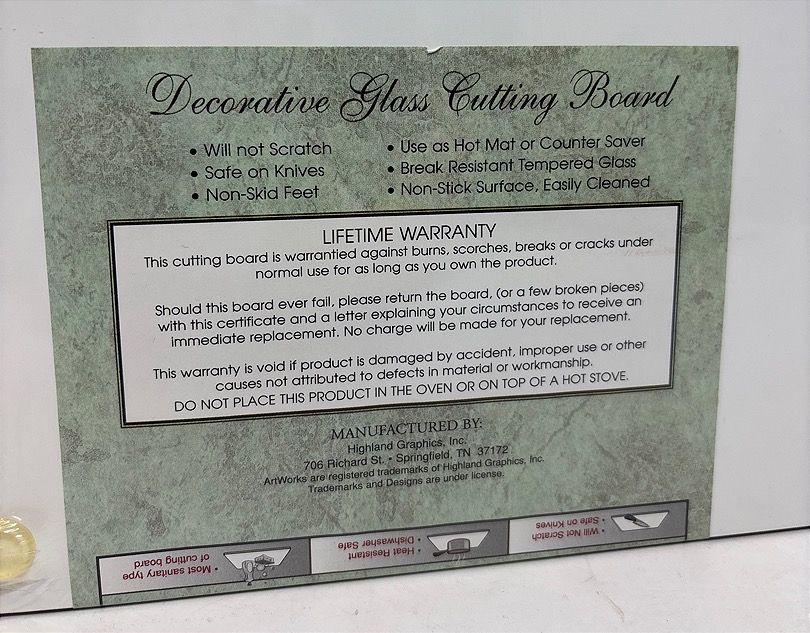 Decorative Glass Cutting Board
• Will not Scratch
• Safe on Knives
• Non-Skid Feet
• Use as Hot Mat or Counter Saver
• Break Resistant Tempered Glass
• Non-Stick Surface, Easily Cleaned
LIFETIME WARRANTY
This cutting board is warrantied against burns, scorches, breaks or cracks under
normal use for as long as you own the product.
Should this board ever fail, please return the board, (or a few broken pieces)
with this certificate and a letter explaining your circumstances to receive an
immediate replacement. No charge will be made for your replacement.
This warranty is void if product is damaged by accident, improper use or other
causes not attributed to defects in material or workmanship.
DO NOT PLACE THIS PRODUCT IN THE OVEN OR ON TOP OF A HOT STOVE.
MANUFACTURED BY:
Highland Graphics, Inc.
706 Richard St. • Springfield, TN 37172
ArtWorks are registered trademarks of Highland Graphics, Inc.
Trademarks and Designs are under license.
• Will Not Scratch
• Safe on Knives
• Heat Resistant
• Dishwasher Safe
• Most sanitary type
of cutting board